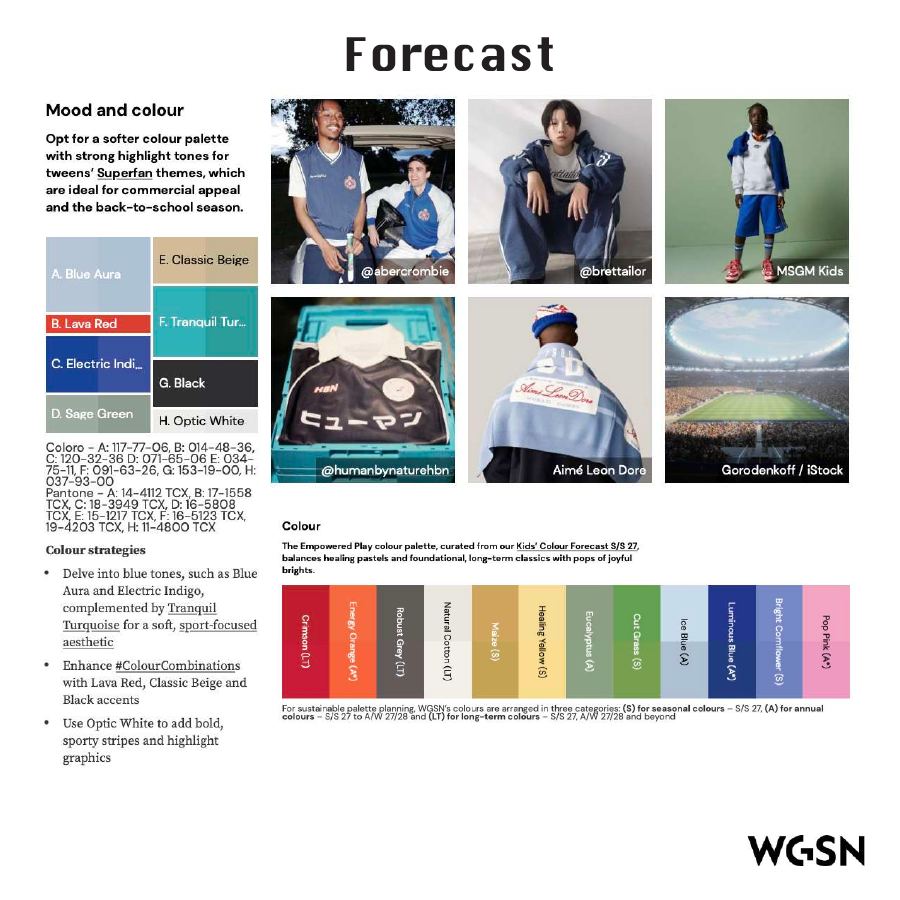 Forecast
Mood and colour
Opt for a softer colour palette
with strong highlight tones for
tweens’ Superfan themes, which
are ideal for commercial appeal
and the back-to-school season.
A. Blue Aura
B. Lava Red
C. Electric Indi...
D. Sage Green
E. Classic Beige
F. Tranquil Tur...
G. Black
H. Optic White
Coloro – A: 117-77-06, B: 014-48-36,
C: 120-32-36 D: 071-65-06 E: 034-
75-11, F: 091-63-26, G: 153-19-00, H:
037-93-00
Pantone – A: 14-4112 TCX, B: 17-1558
TCX, C: 18-3949 TCX, D: 16-5808
TCX, E: 15-1217 TCX, F: 16-5123 TCX,
19-4203 TCX, H: 11-4800 TCX
Colour strategies
• Delve into blue tones, such as Blue
Aura and Electric Indigo,
complemented by Tranquil
Turquoise for a soft, sport-focused
aesthetic
• Enhance #ColourCombinations
with Lava Red, Classic Beige and
Black accents
• Use Optic White to add bold,
sporty stripes and highlight
graphics
@abercrombie
@brettailor
MSGM Kids
HBN
ヒューマン
@humanbynaturehbn
Aimé Leon Dore
Aimé Leon Dore
Gorodenkoff / iStock
Colour
The Empowered Play colour palette, curated from our Kids’ Colour Forecast S/S 27,
balances healing pastels and foundational, long-term classics with pops of joyful
brights.
Crimson (LT)
Energy Orange (A*)
Robust Grey (LT)
Natural Cotton (LT)
Maize (S)
Healing Yellow (S)
Eucalyptus (A)
Cut Grass (S)
Ice Blue (A)
Luminous Blue (A*)
Bright Cornflower (S)
Pop Pink (A*)
For sustainable palette planning, WGSN’s colours are arranged in three categories: (S) for seasonal colours – S/S 27, (A) for annual
colours – S/S 27 to A/W 27/28 and (LT) for long-term colours – S/S 27, A/W 27/28 and beyond
WGSN